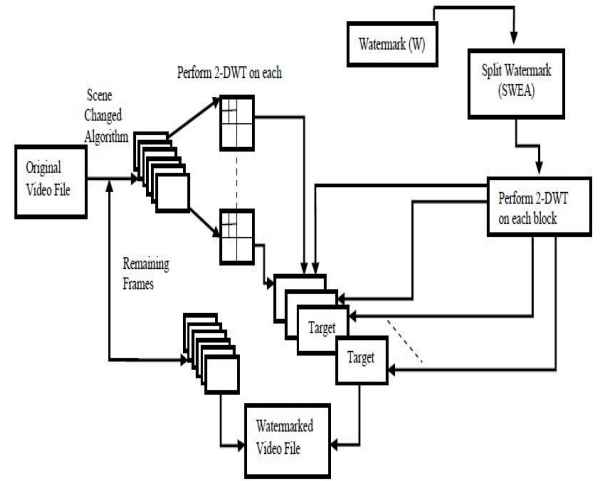 Watermark (W)
Split Watermark
(SWEA)
Perform 2-DWT on each
Scene
Changed
Algorithm
Original
Video File
Perform 2-DWT
on each block
Remaining
Frames
Target
Target
Watermarked
Video File